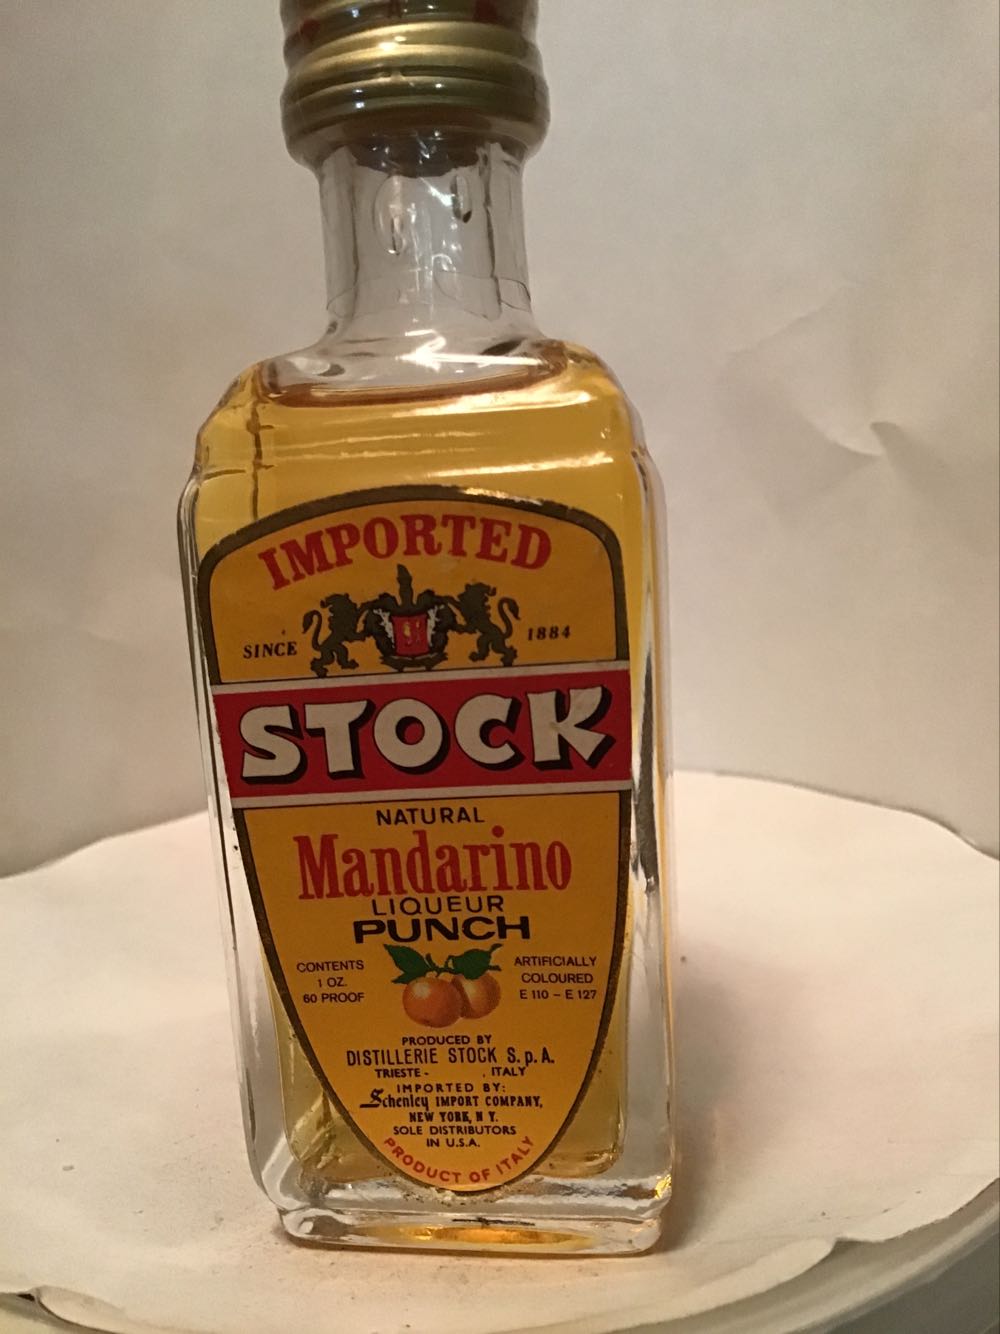 IMPORTED
SINCE 1884
STOCK
NATURAL
Mandarino
LIQUEUR
PUNCH
CONTENTS
1 OZ.
60 PROOF
ARTIFICIALLY
COLOURED
E 110 - E 127
PRODUCED BY
DISTILLERIE STOCK S.p.A.
TRIESTE - , ITALY
IMPORTED BY:
Schenley IMPORT COMPANY,
NEW YORK, N Y.
SOLE DISTRIBUTORS
IN U.S.A.
PRODUCT OF ITALY